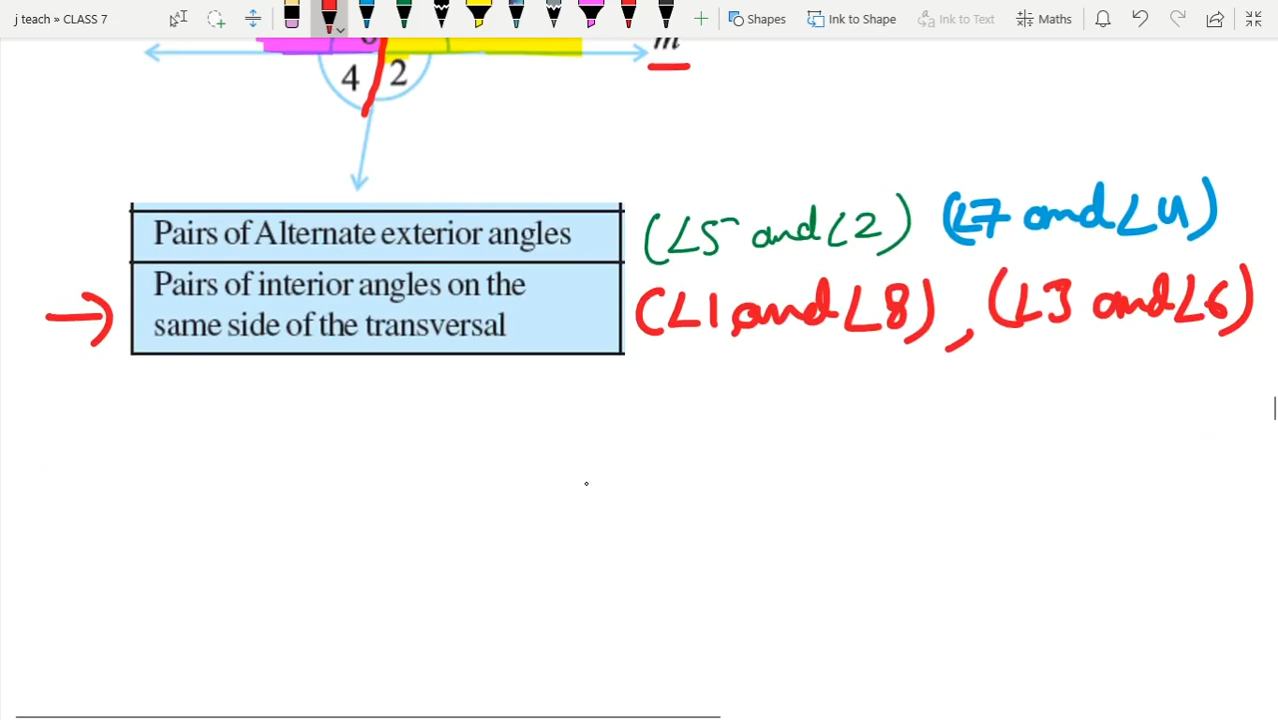 j teach » CLASS 7
Shapes
Ink to Shape
Ink to Text
Maths
m
4 2
Pairs of Alternate exterior angles (∠5 and ∠2) (∠7 and ∠4)
Pairs of interior angles on the (∠1 and ∠8), (∠3 and ∠6)
same side of the transversal